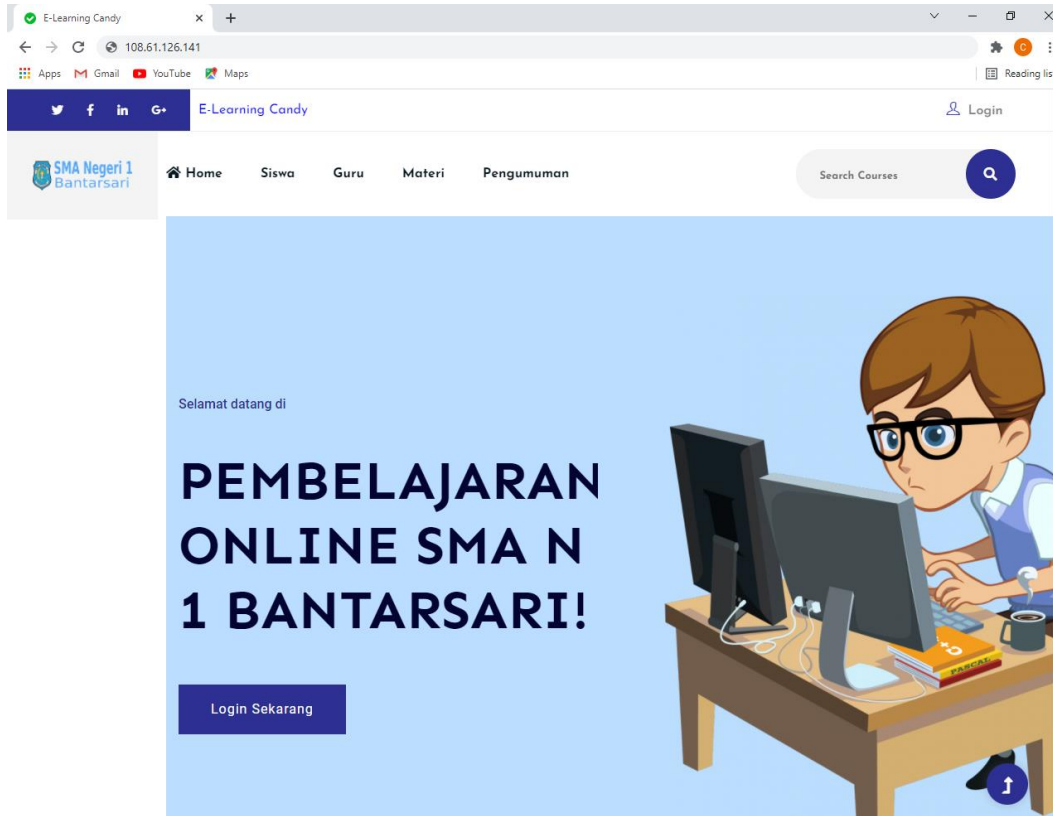 E-Learning Candy
108.61.126.141
Apps Gmail YouTube Maps Reading lis
E-Learning Candy Login
SMA Negeri 1
Bantarsari
Home Siswa Guru Materi Pengumuman Search Courses
Selamat datang di
PEMBELAJARAN
ONLINE SMA N
1 BANTARSARI!
Login Sekarang
C++
PASCAL